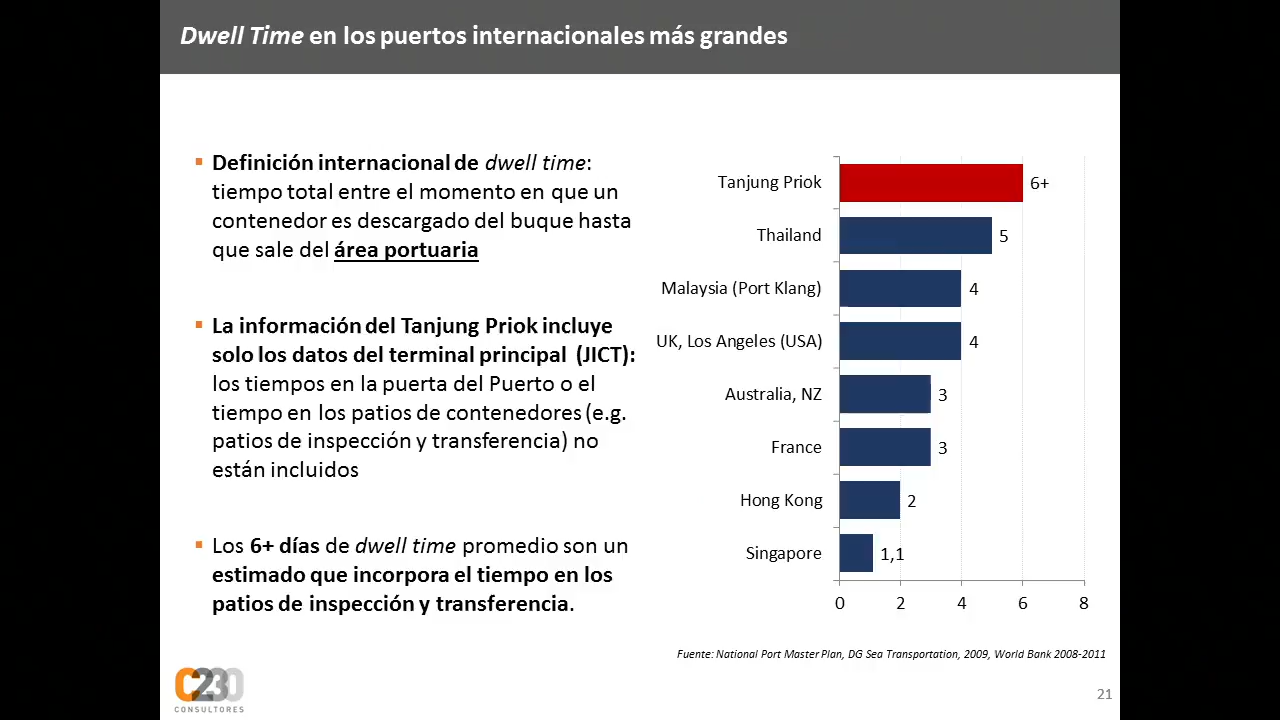 Dwell Time en los puertos internacionales más grandes
▪ Definición internacional de dwell time:
tiempo total entre el momento en que un
contenedor es descargado del buque hasta
que sale del área portuaria
▪ La información del Tanjung Priok incluye
solo los datos del terminal principal (JICT):
los tiempos en la puerta del Puerto o el
tiempo en los patios de contenedores (e.g.
patios de inspección y transferencia) no
están incluidos
▪ Los 6+ días de dwell time promedio son un
estimado que incorpora el tiempo en los
patios de inspección y transferencia.
Tanjung Priok 6+
Thailand 5
Malaysia (Port Klang) 4
UK, Los Angeles (USA) 4
Australia, NZ 3
France 3
Hong Kong 2
Singapore 1,1
0 2 4 6 8
Fuente: National Port Master Plan, DG Sea Transportation, 2009, World Bank 2008-2011
C230
CONSULTORES
21